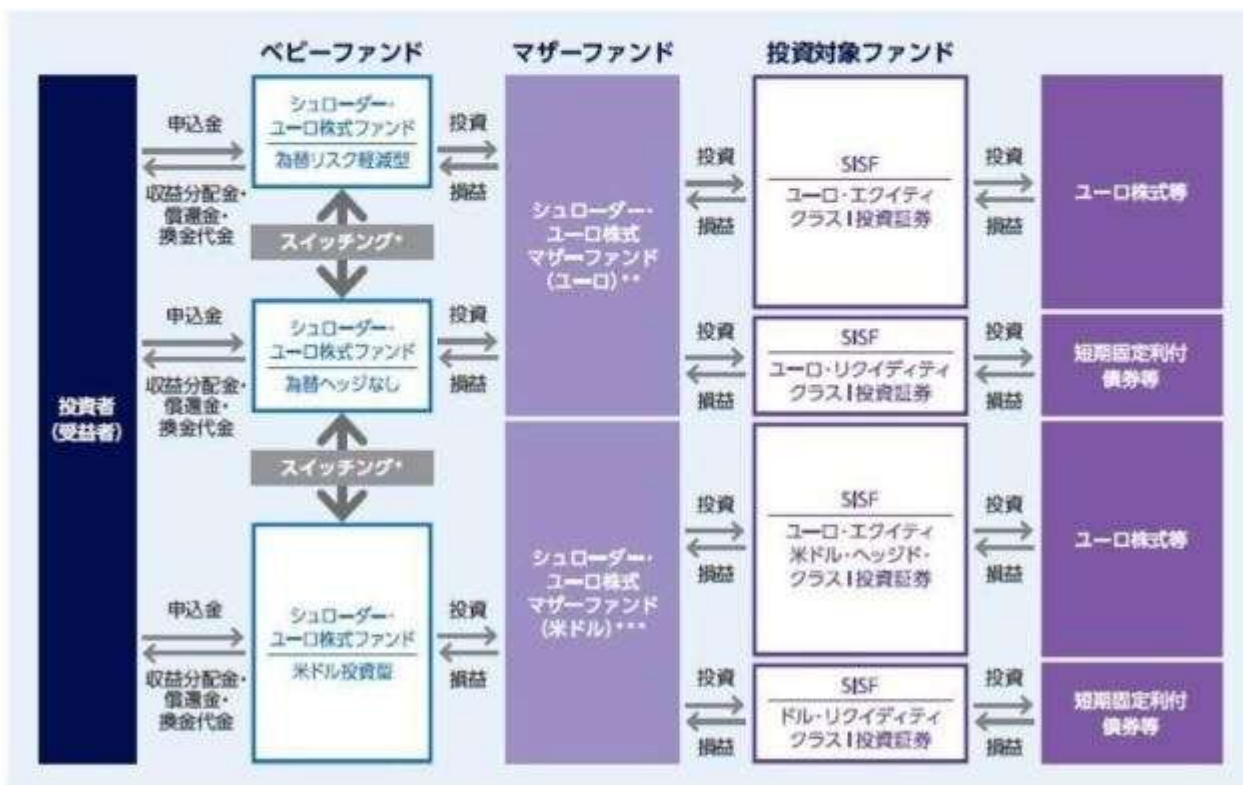 ベビーファンド
マザーファンド
投資対象ファンド
投資者
(受益者)
申込金
収益分配金・
償還金・
換金代金
シュローダー・
ユーロ株式ファンド
為替リスク軽減型
投資
損益
スイッチング*
申込金
収益分配金・
償還金・
換金代金
シュローダー・
ユーロ株式ファンド
為替ヘッジなし
投資
損益
スイッチング*
申込金
収益分配金・
償還金・
換金代金
シュローダー・
ユーロ株式ファンド
米ドル投資型
投資
損益
シュローダー・
ユーロ株式
マザーファンド
(ユーロ)**
シュローダー・
ユーロ株式
マザーファンド
(米ドル)***
投資
損益
SISF
ユーロ・エクイティ
クラスI投資証券
投資
損益
ユーロ株式等
投資
損益
SISF
ユーロ・リクイディティ
クラスI投資証券
投資
損益
短期固定利付
債券等
投資
損益
SISF
ユーロ・エクイティ
米ドル・ヘッジド・
クラスI投資証券
投資
損益
ユーロ株式等
投資
損益
SISF
ドル・リクイディティ
クラスI投資証券
投資
損益
短期固定利付
債券等